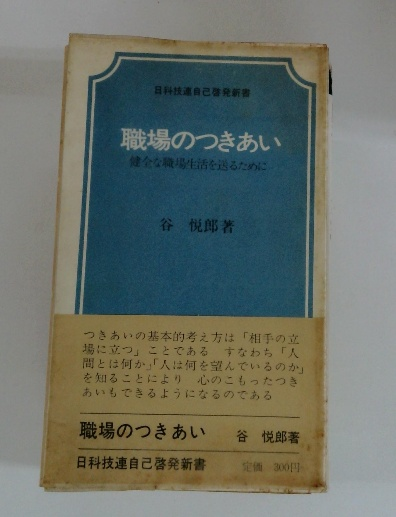 日科技連自己啓発新書
職場のつきあい
健全な職場生活を送るために
谷 悦郎著
つきあいの基本的考え方は「相手の立
場に立つ」ことである すなわち「人
間とは何か」「人は何を望んでいるのか」
を知ることにより 心のこもったつき
あいもできるようになるのである
職場のつきあい 谷 悦郎著
日科技連自己啓発新書 定価 300円